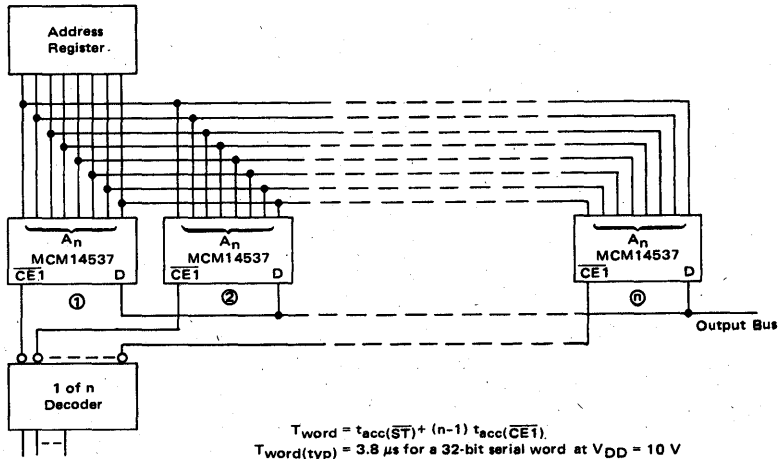 Address
Register
An
MCM14537
CE1 D
①
An
MCM14537
CE1 D
②
An
MCM14537
CE1 D
ⓝ
Output Bus
1 of n
Decoder
Tword = tacc(ST) + (n-1) tacc(CE1)
Tword(typ) = 3.8 μs for a 32-bit serial word at VDD = 10 V